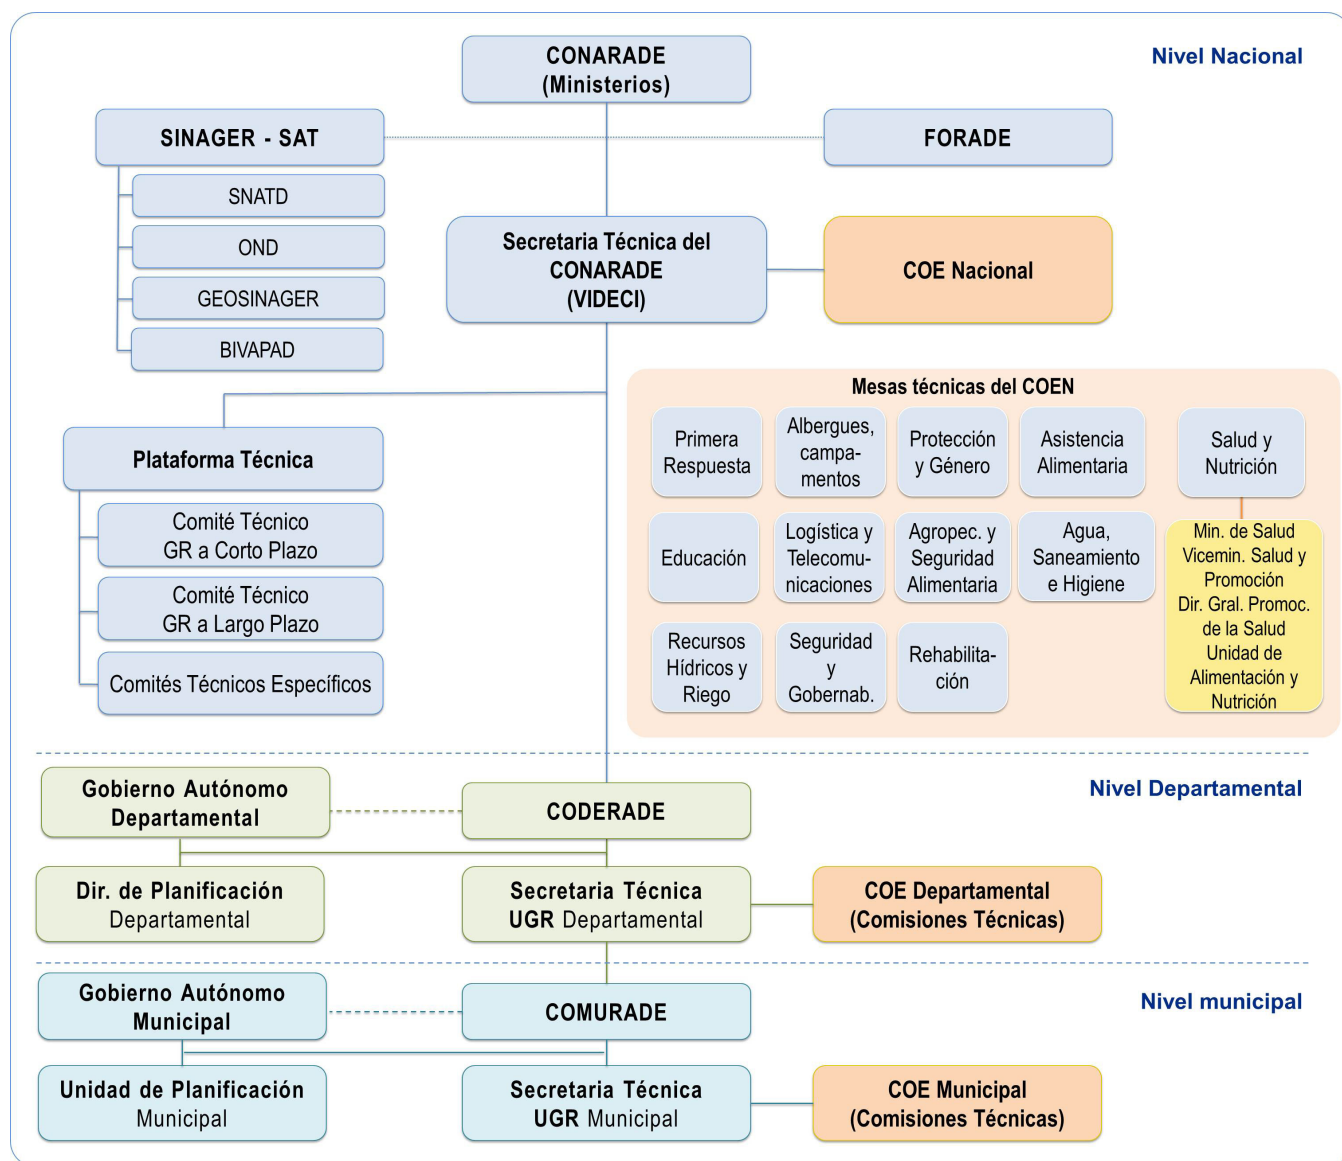 CONARADE
(Ministerios)
Nivel Nacional
SINAGER - SAT
FORADE
SNATD
OND
GEOSINAGER
BIVAPAD
Secretaria Técnica del
CONARADE
(VIDECI)
COE Nacional
Plataforma Técnica
Comité Técnico
GR a Corto Plazo
Comité Técnico
GR a Largo Plazo
Comités Técnicos Específicos
Mesas técnicas del COEN
Primera
Respuesta
Albergues,
campa-
mentos
Protección
y Género
Asistencia
Alimentaria
Salud y
Nutrición
Educación
Logística y
Telecomu-
nicaciones
Agropec. y
Seguridad
Alimentaria
Agua,
Saneamiento
e Higiene
Min. de Salud
Vicemin. Salud y
Promoción
Dir. Gral. Promoc.
de la Salud
Unidad de
Alimentación y
Nutrición
Recursos
Hídricos y
Riego
Seguridad
y
Gobernab.
Rehabilita-
ción
Nivel Departamental
Gobierno Autónomo
Departamental
CODERADE
Dir. de Planificación
Departamental
Secretaria Técnica
UGR Departamental
COE Departamental
(Comisiones Técnicas)
Nivel municipal
Gobierno Autónomo
Municipal
COMURADE
Unidad de Planificación
Municipal
Secretaria Técnica
UGR Municipal
COE Municipal
(Comisiones Técnicas)